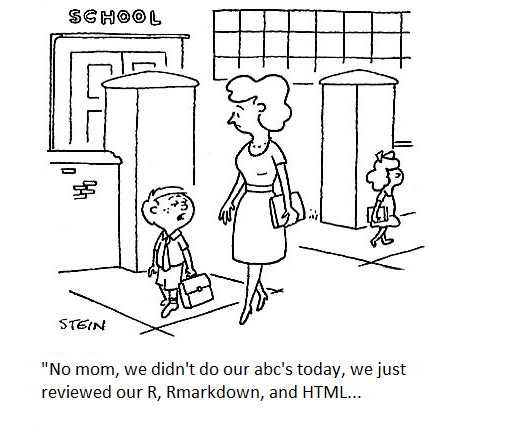 SCHOOL
STEIN
"No mom, we didn't do our abc's today, we just
reviewed our R, Rmarkdown, and HTML...